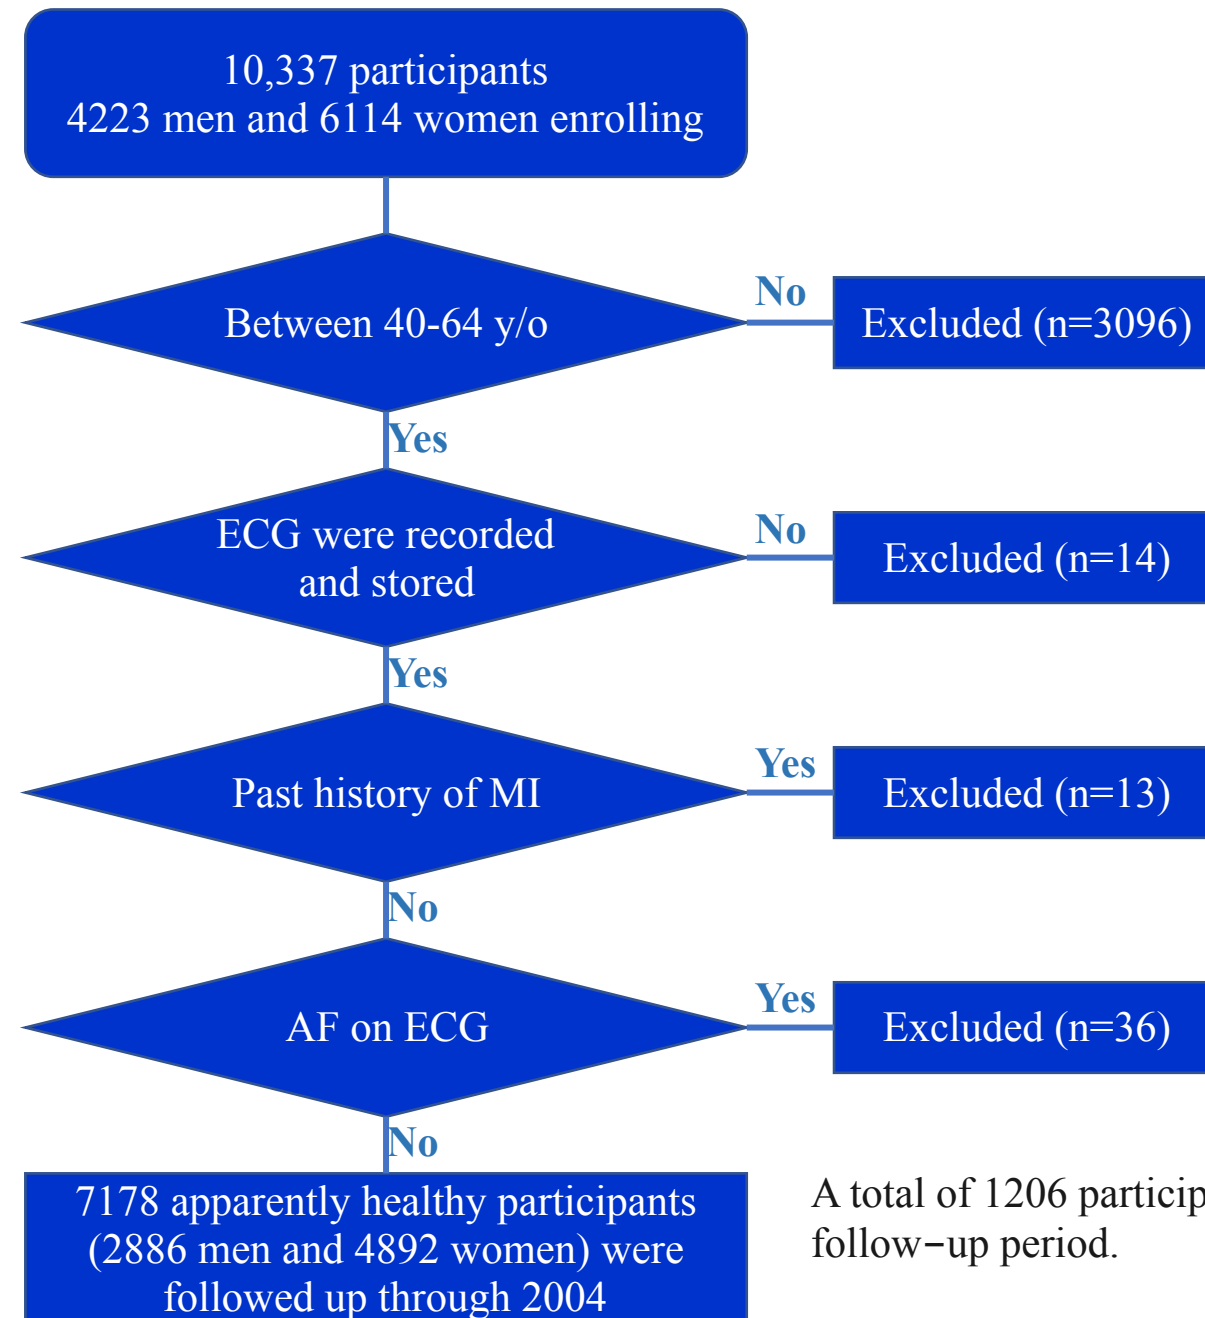 10,337 participants
4223 men and 6114 women enrolling
Between 40-64 y/o
No
Excluded (n=3096)
Yes
ECG were recorded
and stored
No
Excluded (n=14)
Yes
Past history of MI
Yes
Excluded (n=13)
No
AF on ECG
Yes
Excluded (n=36)
No
7178 apparently healthy participants
(2886 men and 4892 women) were
followed up through 2004
A total of 1206 particip
follow-up period.